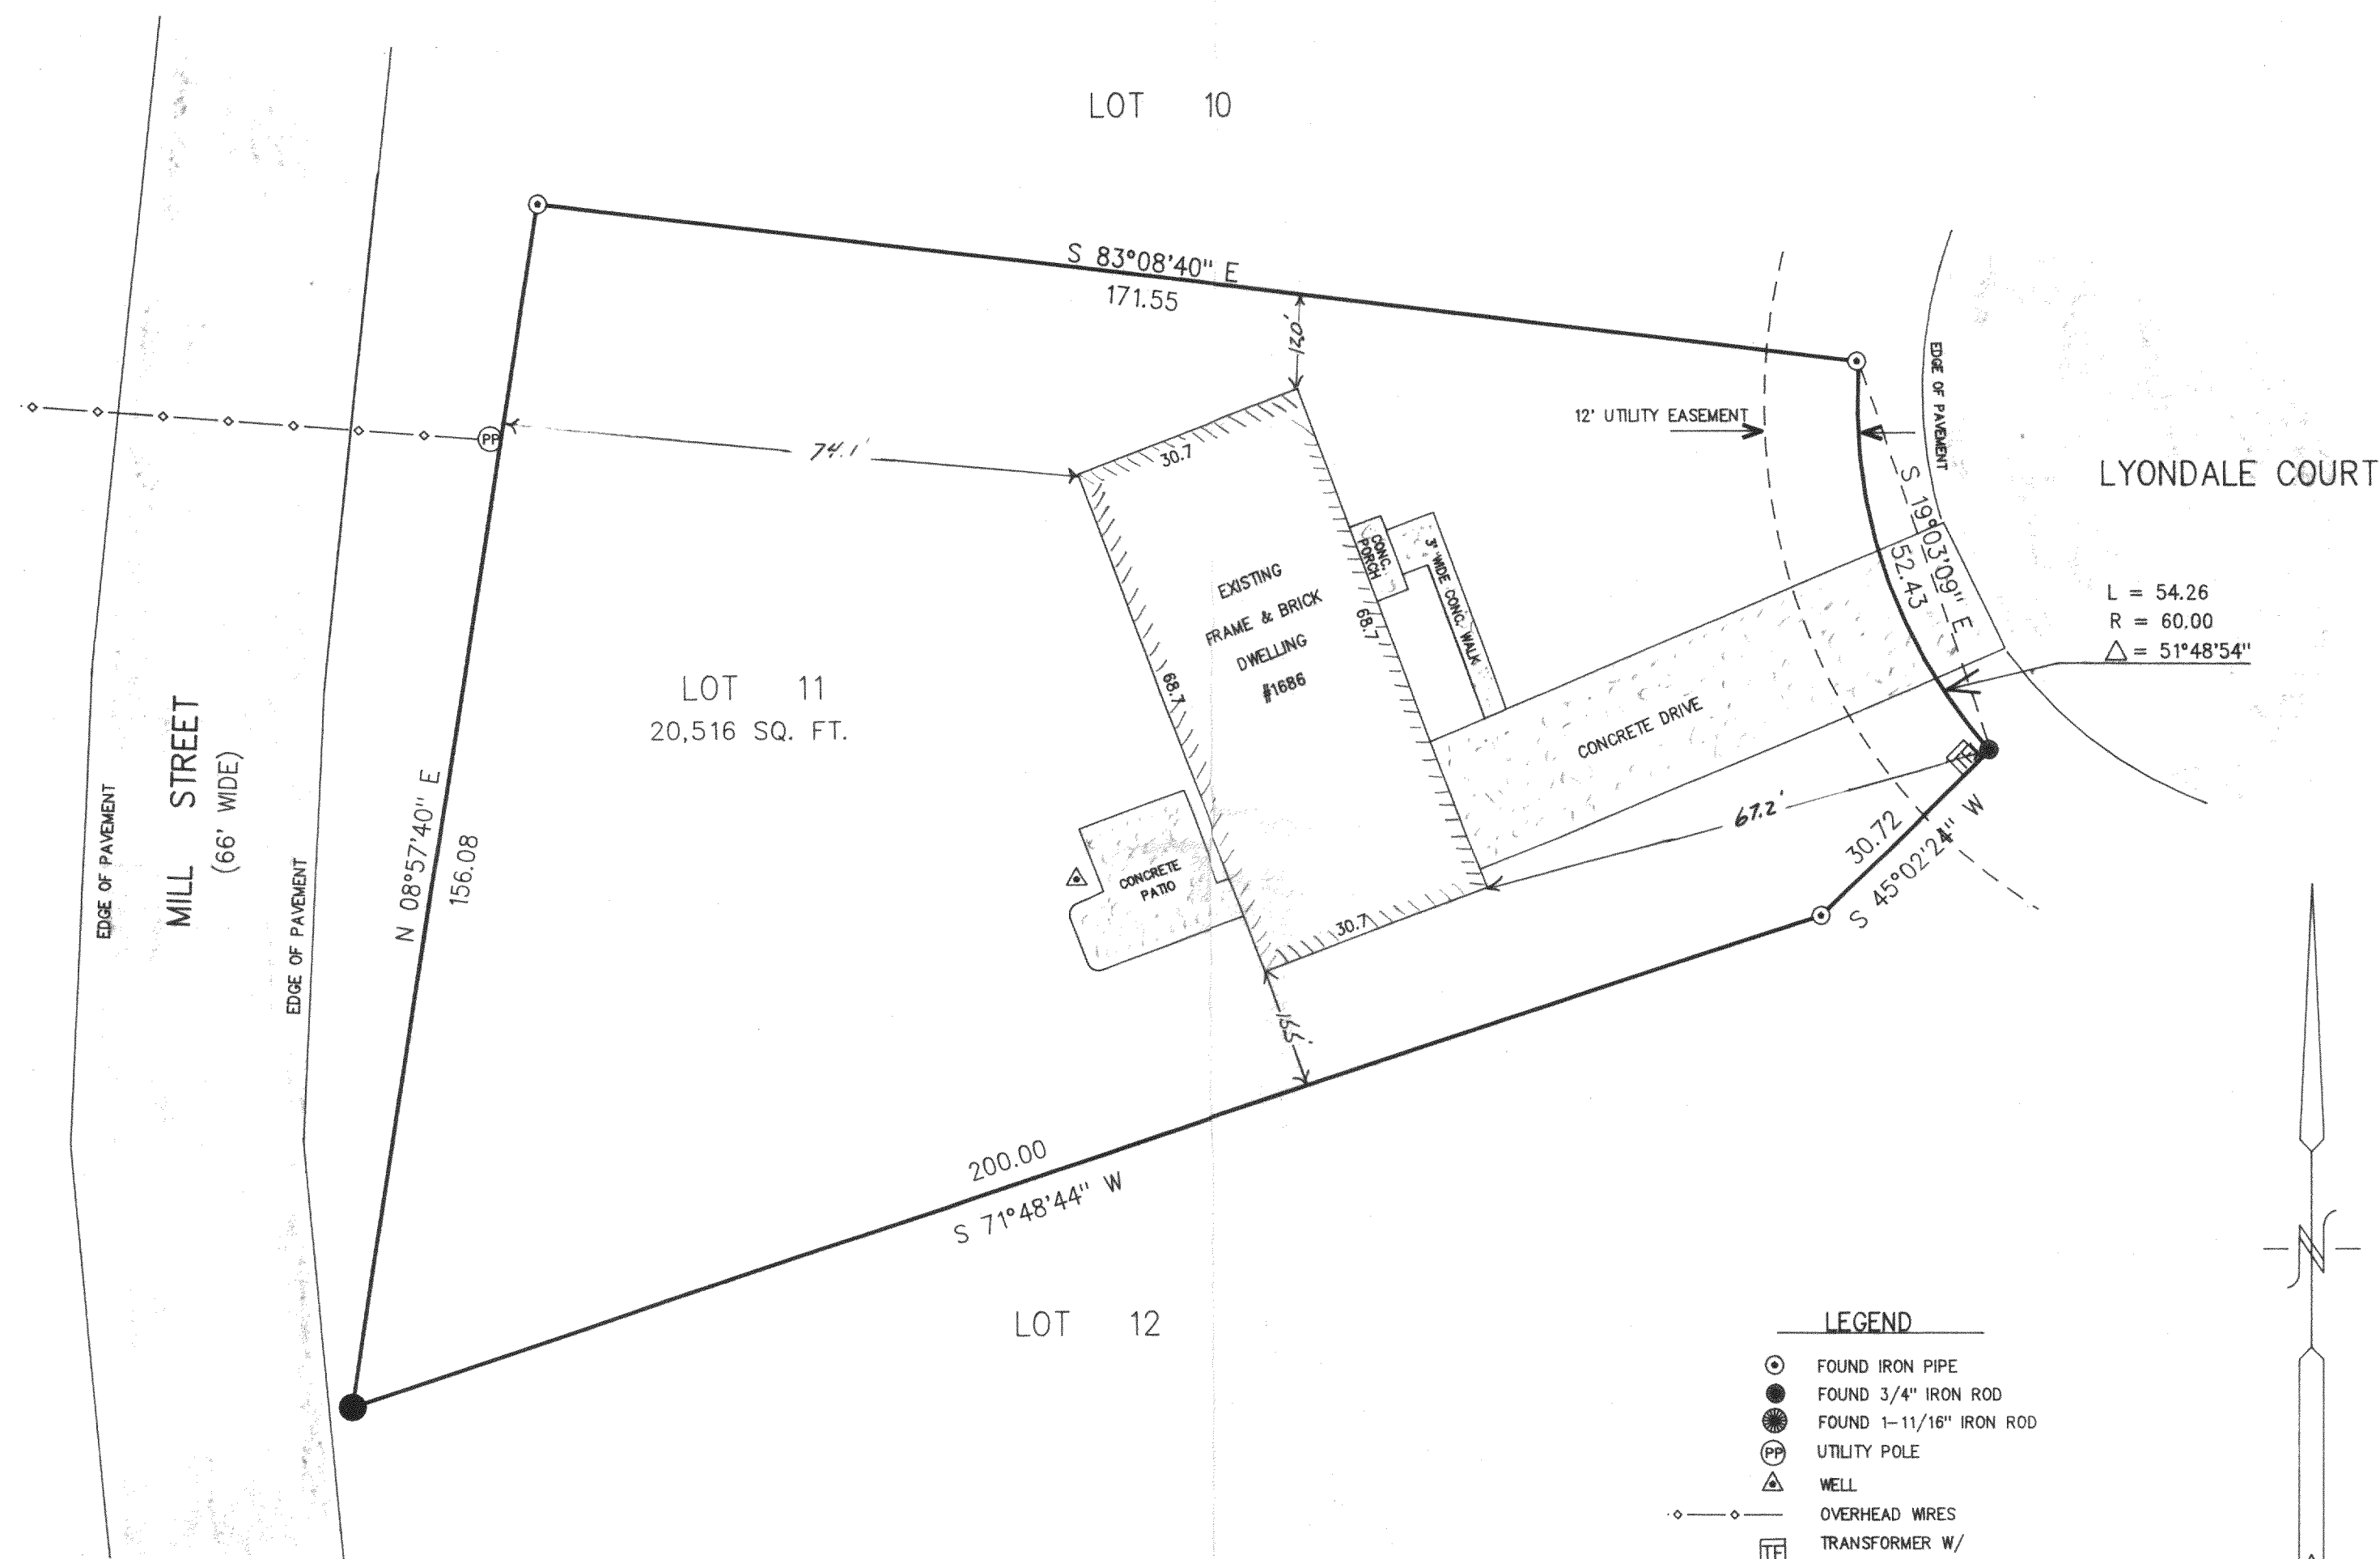 LOT 10
S 83°08'40" E
171.55
12.0'
12' UTILITY EASEMENT
EDGE OF PAVEMENT
LYONDALE COURT
PP
74.1'
30.7
S 19°03'09" E
52.43
CONC.
PORCH
3' WIDE CONC. WALK
EXISTING
FRAME & BRICK
DWELLING
#1686
68.7
68.7
L = 54.26
R = 60.00
△ = 51°48'54"
LOT 11
20,516 SQ. FT.
CONCRETE DRIVE
MILL STREET
(66' WIDE)
EDGE OF PAVEMENT
EDGE OF PAVEMENT
N 08°57'40" E
156.08
TF
67.2'
30.72
S 45°02'24" W
CONCRETE
PATIO
30.7
15.5'
200.00
S 71°48'44" W
LOT 12
N
LEGEND
FOUND IRON PIPE
FOUND 3/4" IRON ROD
FOUND 1-11/16" IRON ROD
PP UTILITY POLE
WELL
OVERHEAD WIRES
TF TRANSFORMER W/